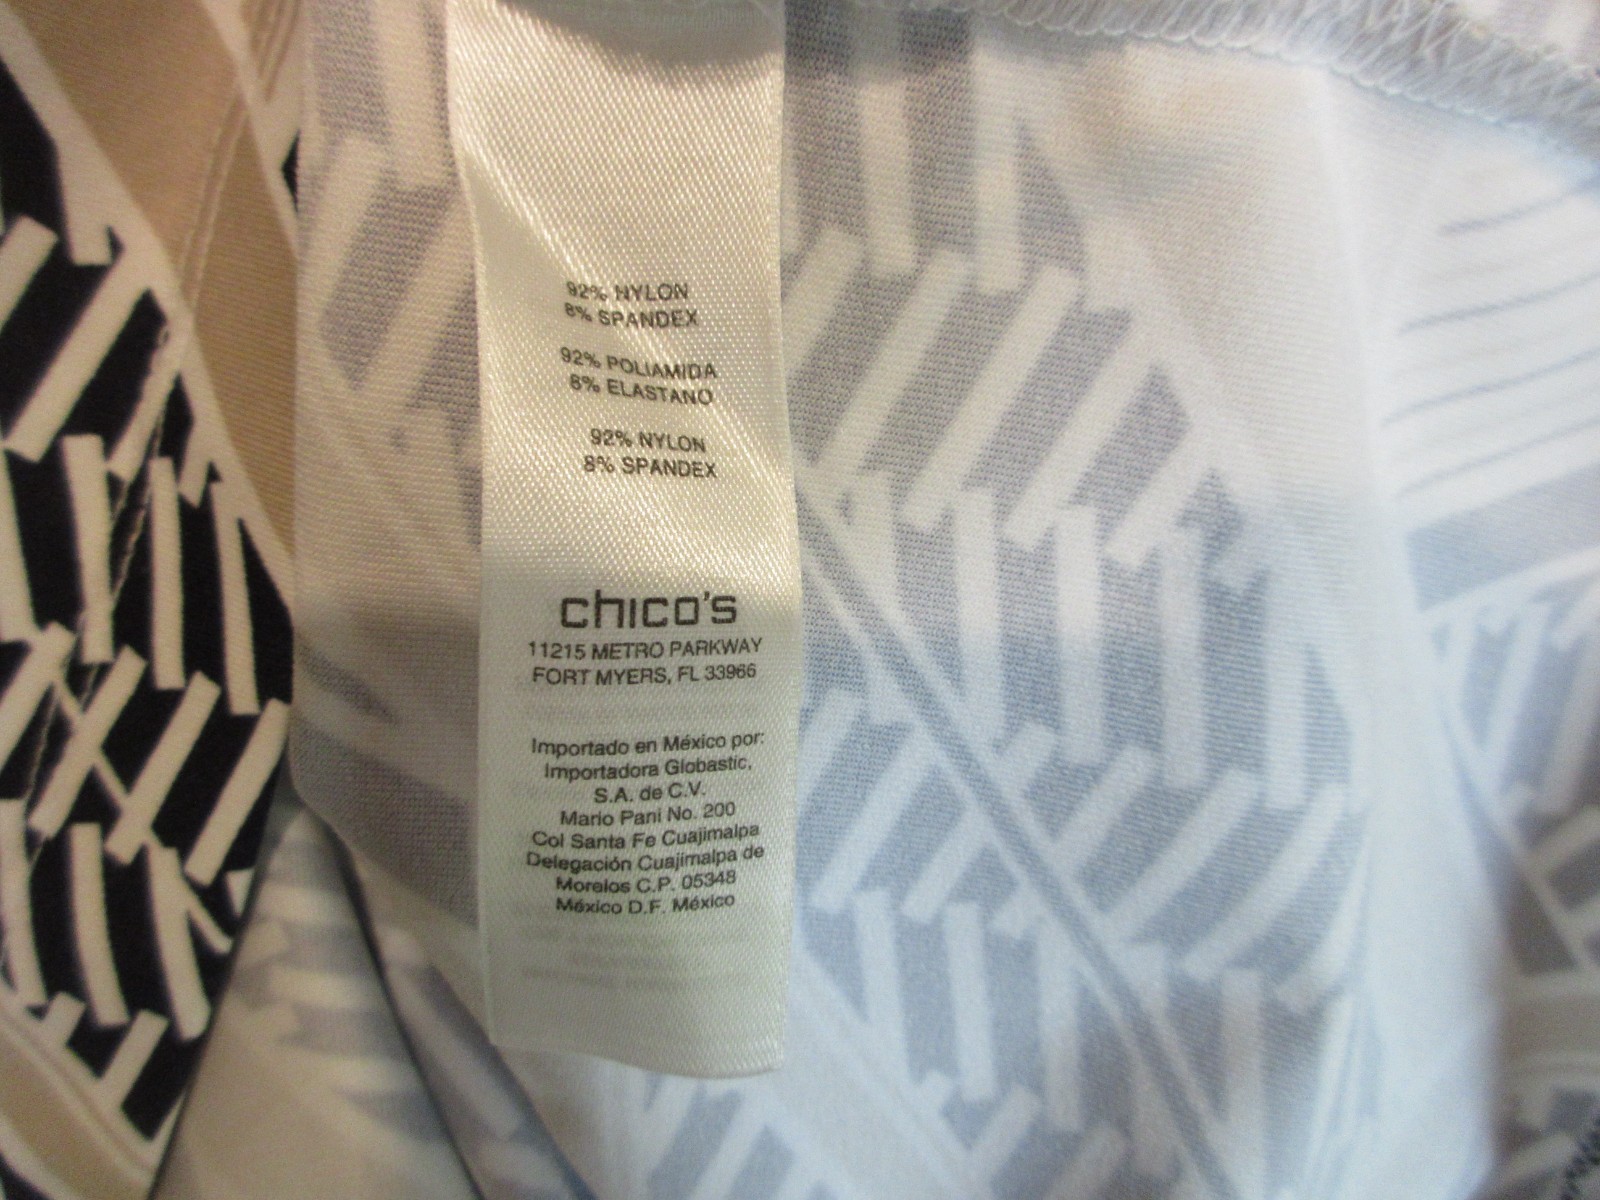 92% NYLON
8% SPANDEX
92% POLIAMIDA
8% ELASTANO
92% NYLON
8% SPANDEX
chico's
11215 METRO PARKWAY
FORT MYERS, FL 33966
Importado en México por:
Importadora Globastic,
S.A. de C.V.
Mario Pani No. 200
Col Santa Fe Cuajimalpa
Delegación Cuajimalpa de
Morelos C.P. 05348
México D.F. México